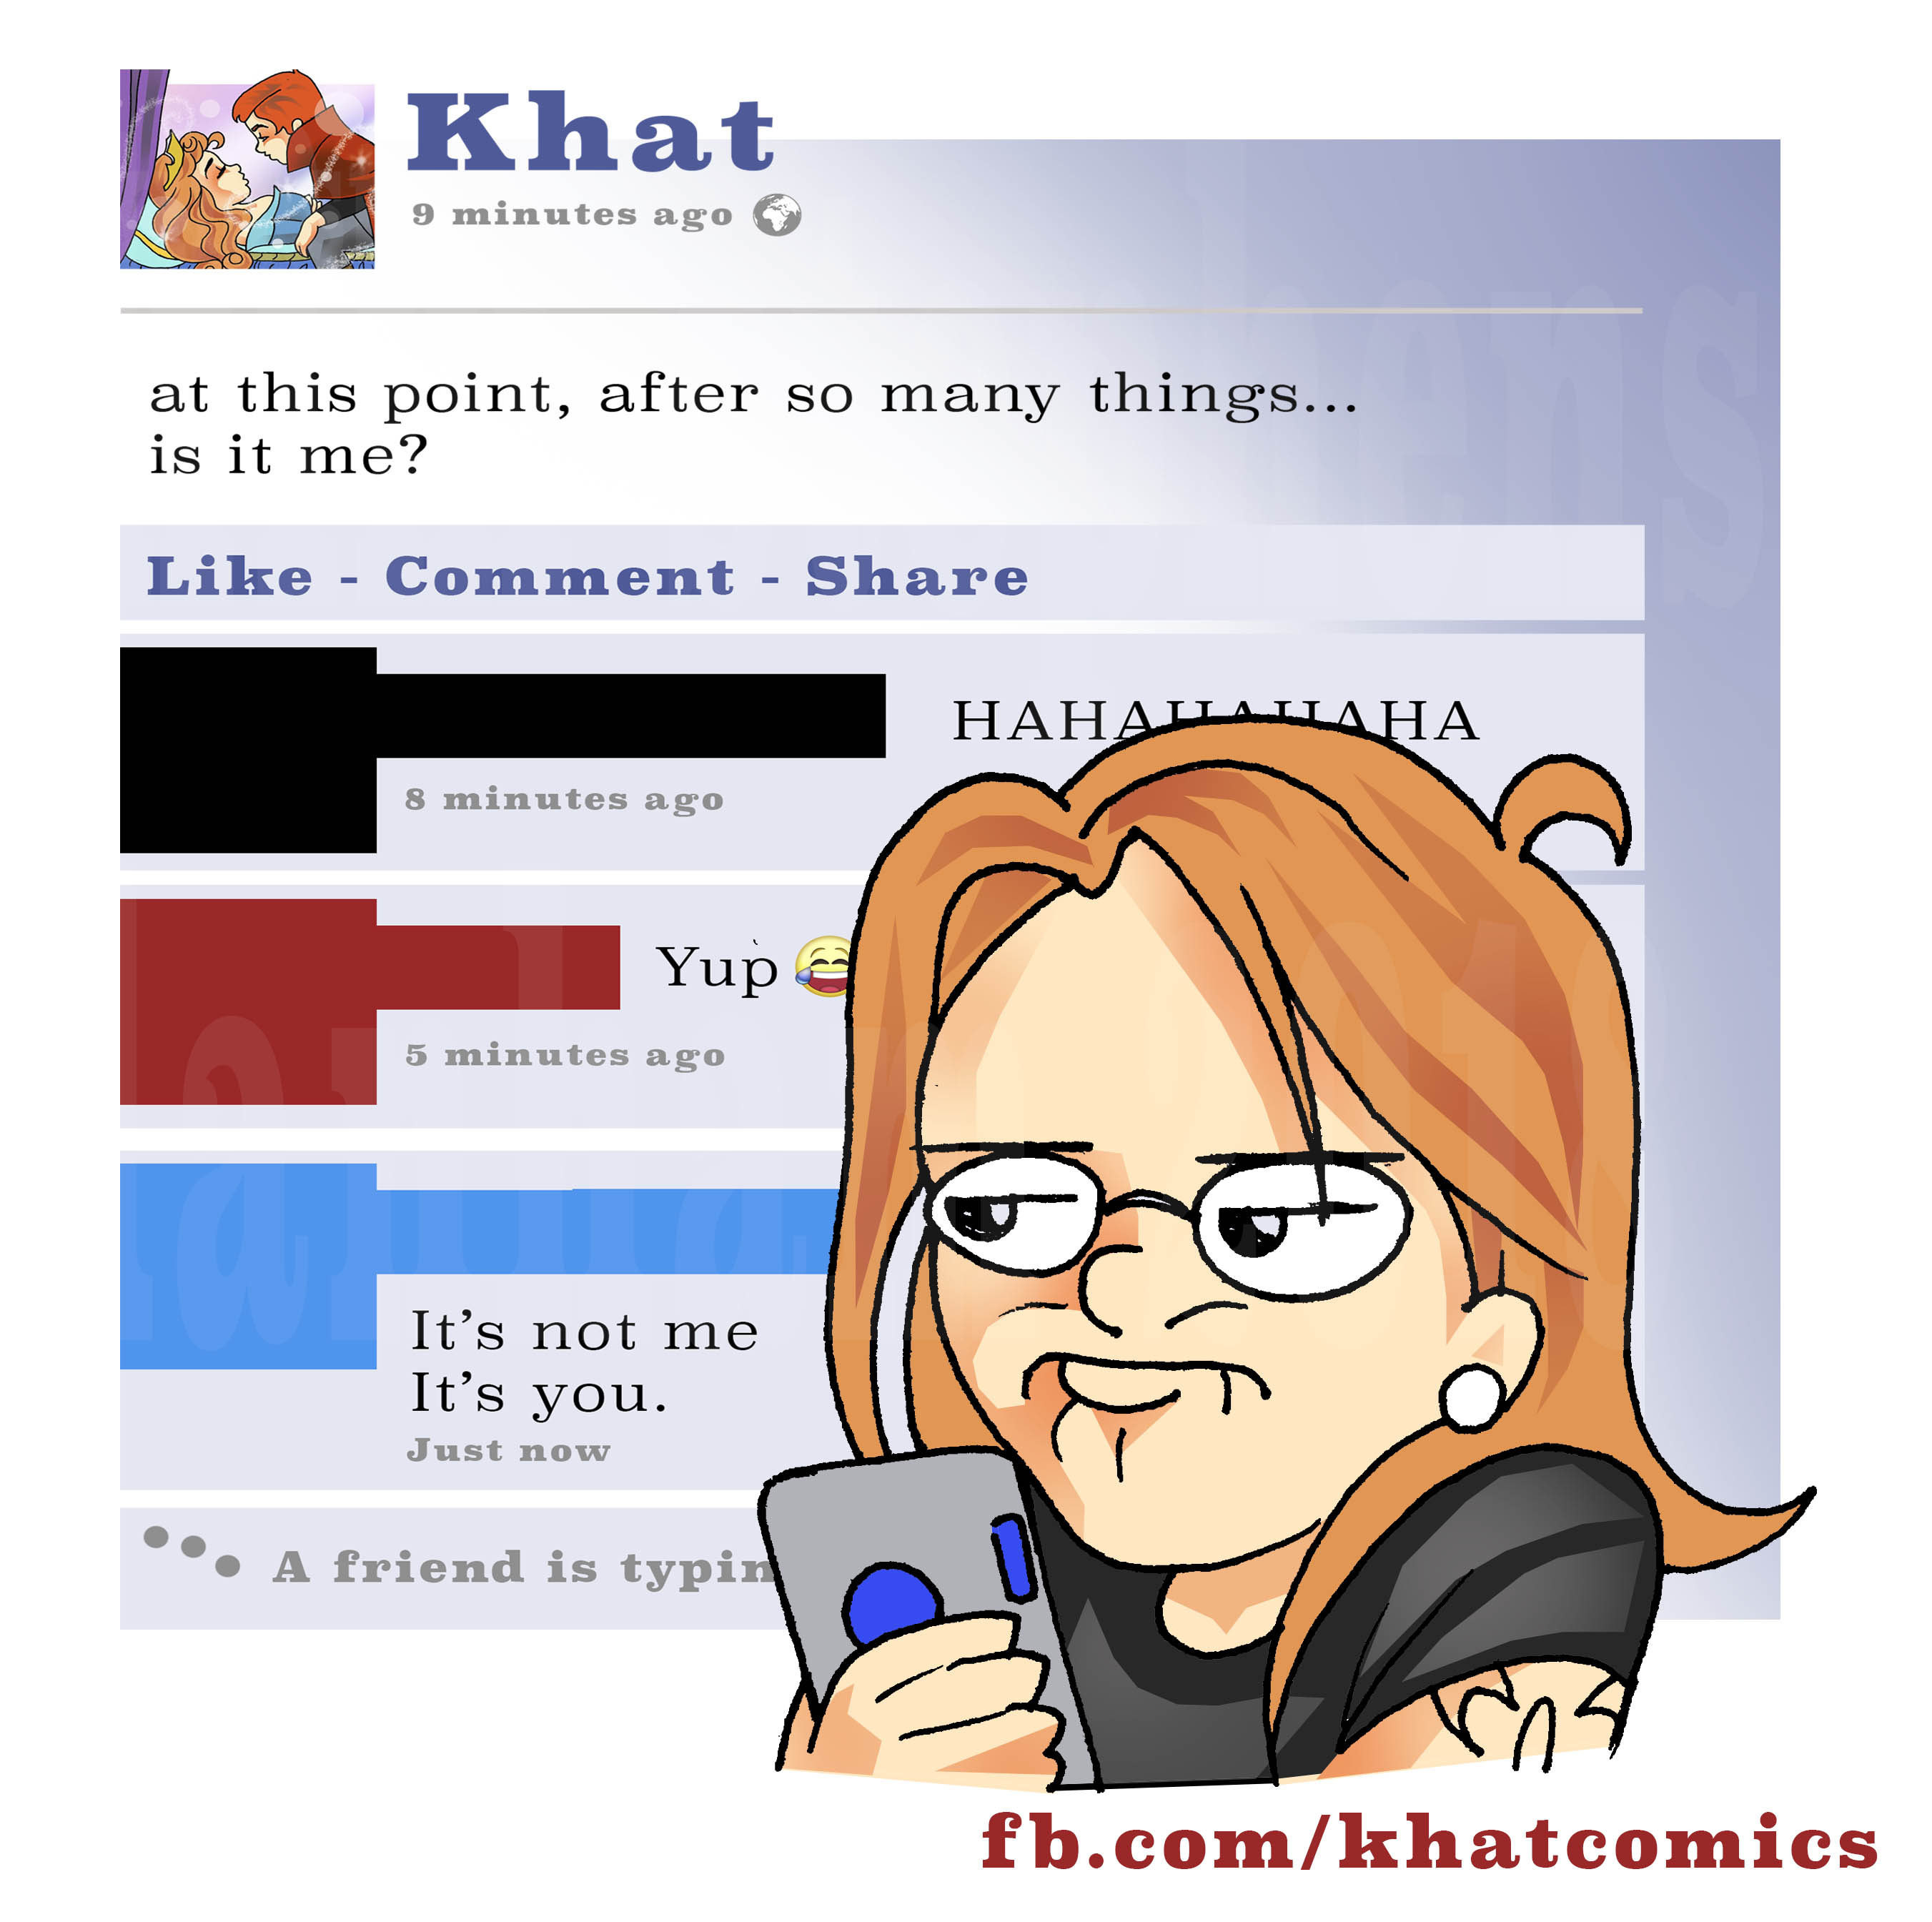 Khat
9 minutes ago
at this point, after so many things...
is it me?
Like - Comment - Share
HAHAHAHAHA
8 minutes ago
Yup 😂
5 minutes ago
It's not me
It's you.
Just now
A friend is typin
fb.com/khatcomics